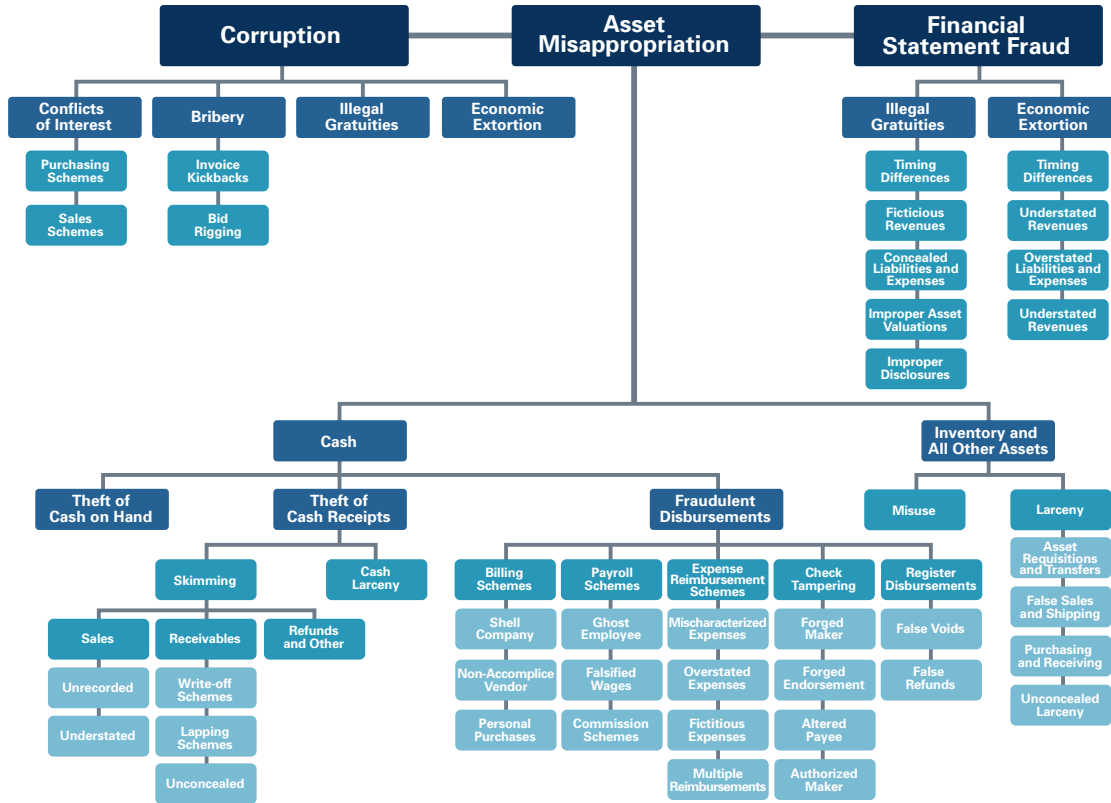 Corruption
Asset
Misappropriation
Financial
Statement Fraud
Conflicts
of Interest
Bribery
Illegal
Gratuities
Economic
Extortion
Illegal
Gratuities
Economic
Extortion
Purchasing
Schemes
Invoice
Kickbacks
Timing
Differences
Timing
Differences
Sales
Schemes
Bid
Rigging
Ficticious
Revenues
Understated
Revenues
Concealed
Liabilities and
Expenses
Overstated
Liabilities and
Expenses
Improper Asset
Valuations
Understated
Revenues
Improper
Disclosures
Cash
Inventory and
All Other Assets
Theft of
Cash on Hand
Theft of
Cash Receipts
Fraudulent
Disbursements
Misuse
Larceny
Skimming
Cash
Larceny
Billing
Schemes
Payroll
Schemes
Expense
Reimbursement
Schemes
Check
Tampering
Register
Disbursements
Asset
Requisitions
and Transfers
Sales
Receivables
Refunds
and Other
Shell
Company
Ghost
Employee
Mischaracterized
Expenses
Forged
Maker
False Voids
False Sales
and Shipping
Unrecorded
Write-off
Schemes
Non-Accomplice
Vendor
Falsified
Wages
Overstated
Expenses
Forged
Endorsement
False
Refunds
Purchasing
and Receiving
Understated
Lapping
Schemes
Personal
Purchases
Commission
Schemes
Fictitious
Expenses
Altered
Payee
Unconcealed
Larceny
Unconcealed
Multiple
Reimbursements
Authorized
Maker